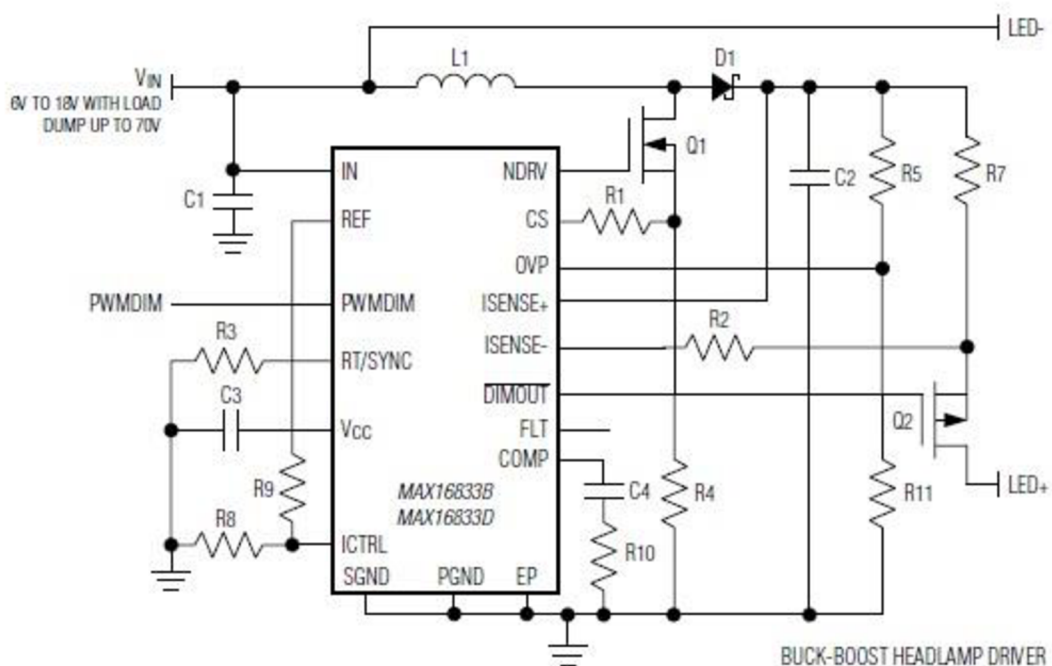 LED-
L1
D1
VIN
6V TO 18V WITH LOAD
DUMP UP TO 70V
Q1
IN
NDRV
C1
R1
C2
R5
R7
REF
CS
OVP
PWMDIM
PWMDIM
ISENSE+
R2
R3
ISENSE-
RT/SYNC
DIMOUT
C3
VCC
FLT
Q2
COMP
R9
MAX16833B
MAX16833D
C4
R4
R11
LED+
R8
ICTRL
R10
SGND
PGND
EP
BUCK-BOOST HEADLAMP DRIVER